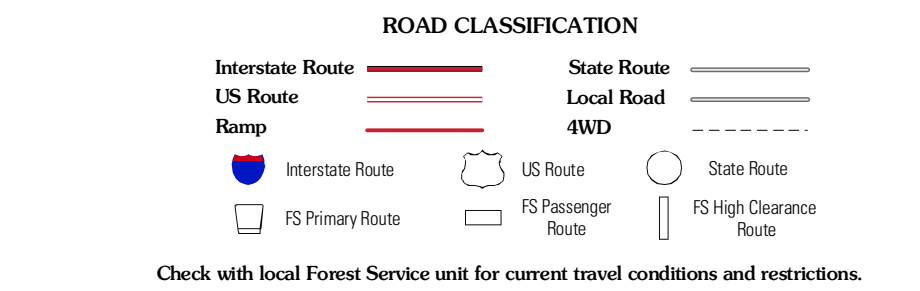 ROAD CLASSIFICATION
Interstate Route
State Route
US Route
Local Road
Ramp
4WD
Interstate Route
US Route
State Route
FS Primary Route
FS Passenger
Route
FS High Clearance
Route
Check with local Forest Service unit for current travel conditions and restrictions.